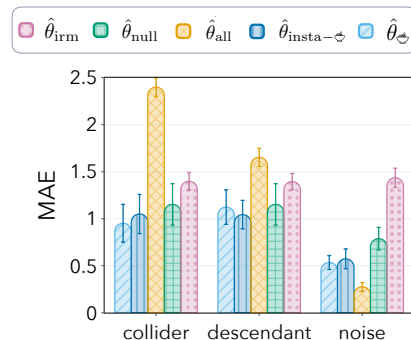 θ̂irm θ̂null θ̂all θ̂insta−🍲 θ̂🍲
MAE
2.5
2
1.5
1
0.5
0
collider descendant noise